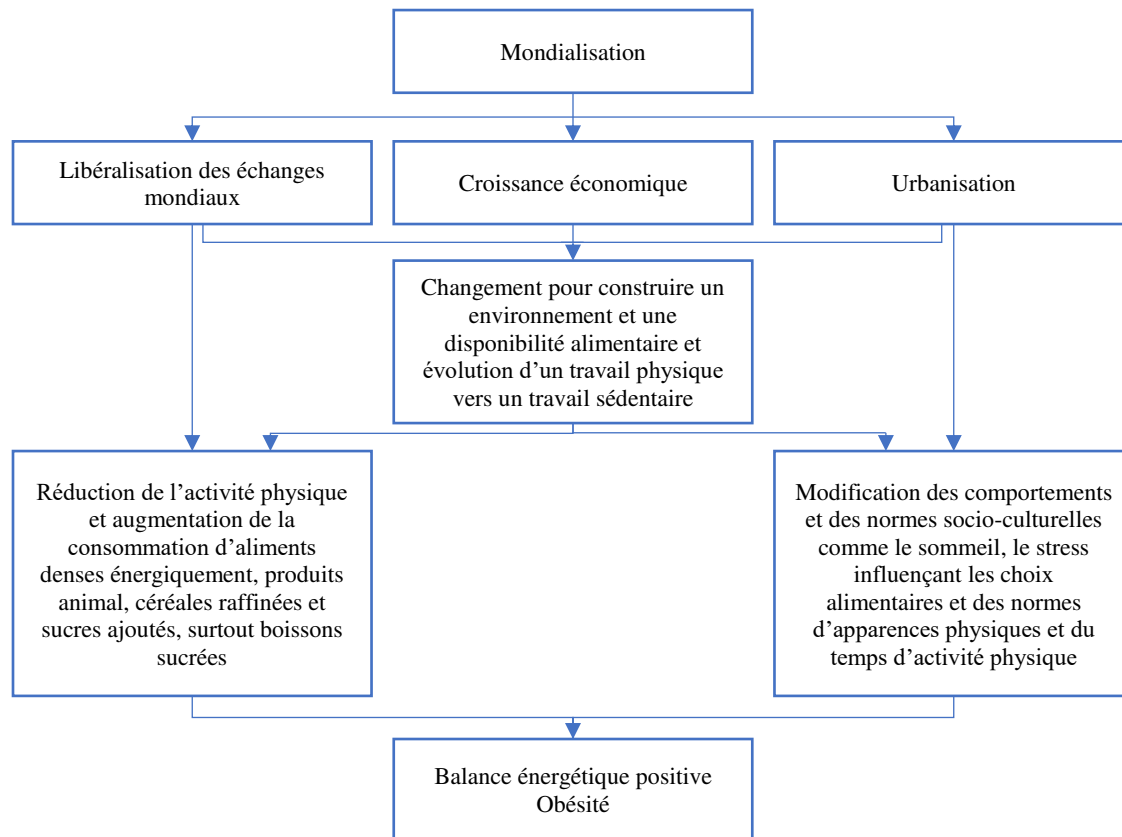 Mondialisation
Libéralisation des échanges
mondiaux
Croissance économique
Urbanisation
Changement pour construire un
environnement et une
disponibilité alimentaire et
évolution d’un travail physique
vers un travail sédentaire
Réduction de l’activité physique
et augmentation de la
consommation d’aliments
denses énergiquement, produits
animal, céréales raffinées et
sucres ajoutés, surtout boissons
sucrées
Modification des comportements
et des normes socio-culturelles
comme le sommeil, le stress
influençant les choix
alimentaires et des normes
d’apparences physiques et du
temps d’activité physique
Balance énergétique positive
Obésité